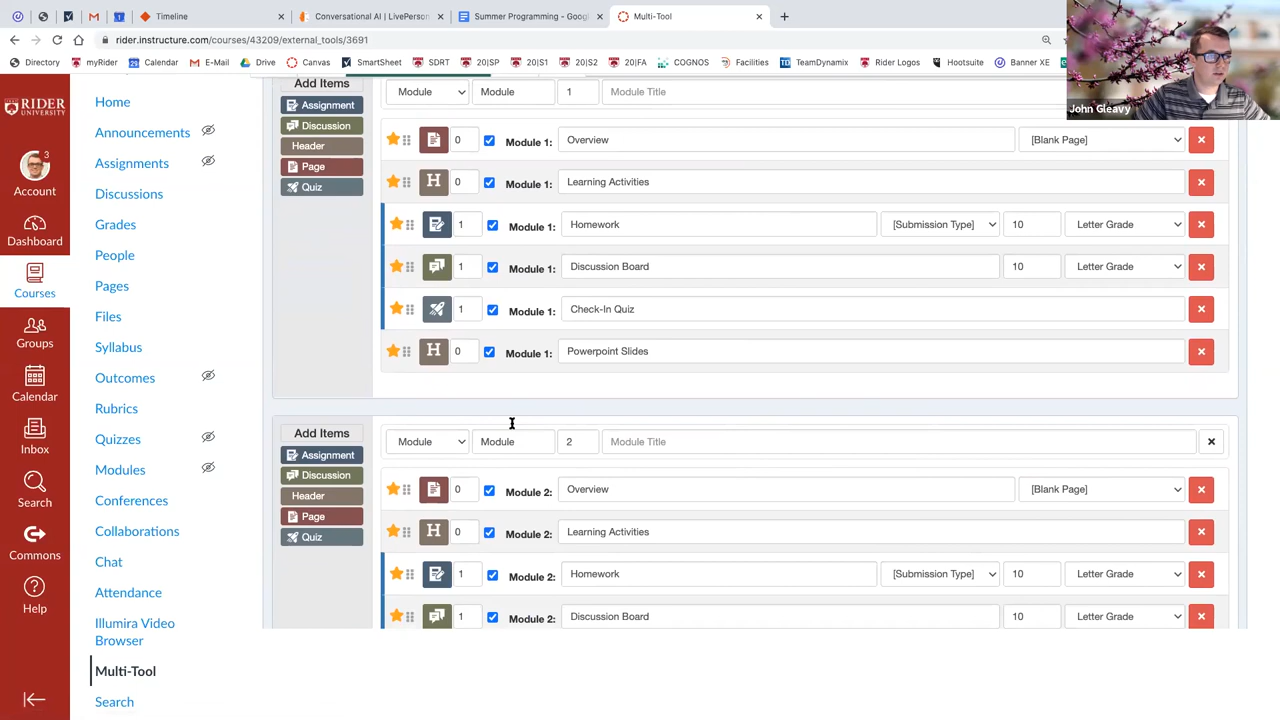 Timeline
Conversational AI | LivePerson
Summer Programming - Googl
Multi-Tool
rider.instructure.com/courses/43209/external_tools/3691
Directory
myRider
Calendar
E-Mail
Drive
Canvas
SmartSheet
SDRT
20|SP
20|S1
20|S2
20|FA
COGNOS
Facilities
TeamDynamix
Rider Logos
Hootsuite
Banner XE
John Gleavy
RIDER
UNIVERSITY
3
Account
Dashboard
Courses
Groups
Calendar
Inbox
Search
Commons
Help
Home
Announcements
Assignments
Discussions
Grades
People
Pages
Files
Syllabus
Outcomes
Rubrics
Quizzes
Modules
Conferences
Collaborations
Chat
Attendance
Illumira Video
Browser
Multi-Tool
Search
Add Items
Assignment
Discussion
Header
Page
Quiz
Module Module 1 Module Title
0 Module 1: Overview [Blank Page]
H 0 Module 1: Learning Activities
1 Module 1: Homework [Submission Type] 10 Letter Grade
1 Module 1: Discussion Board 10 Letter Grade
1 Module 1: Check-In Quiz
H 0 Module 1: Powerpoint Slides
Add Items
Assignment
Discussion
Header
Page
Quiz
Module Module 2 Module Title
0 Module 2: Overview [Blank Page]
H 0 Module 2: Learning Activities
1 Module 2: Homework [Submission Type] 10 Letter Grade
1 Module 2: Discussion Board 10 Letter Grade